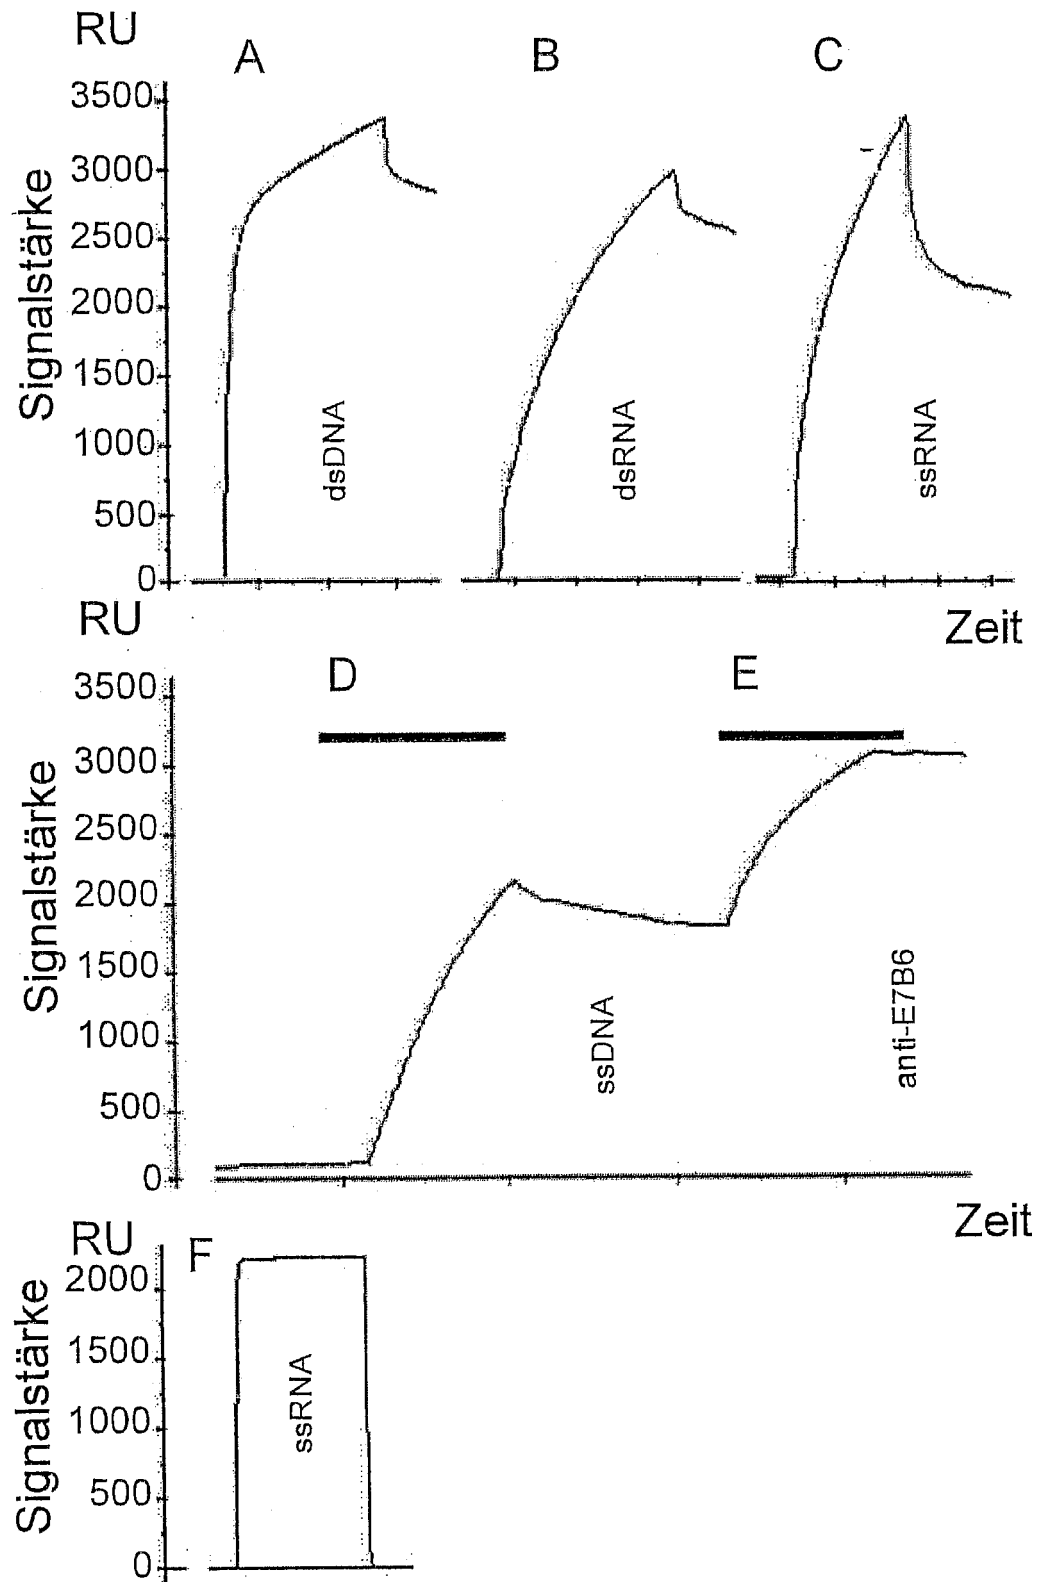 RU
A
B
C
3500
3000
2500
2000
1500
1000
500
0
Signalstärke
dsDNA
dsRNA
ssRNA
Zeit
RU
D
E
3500
3000
2500
2000
1500
1000
500
0
Signalstärke
ssDNA
anti-E7B6
Zeit
RU
F
2000
1500
1000
500
0
Signalstärke
ssRNA